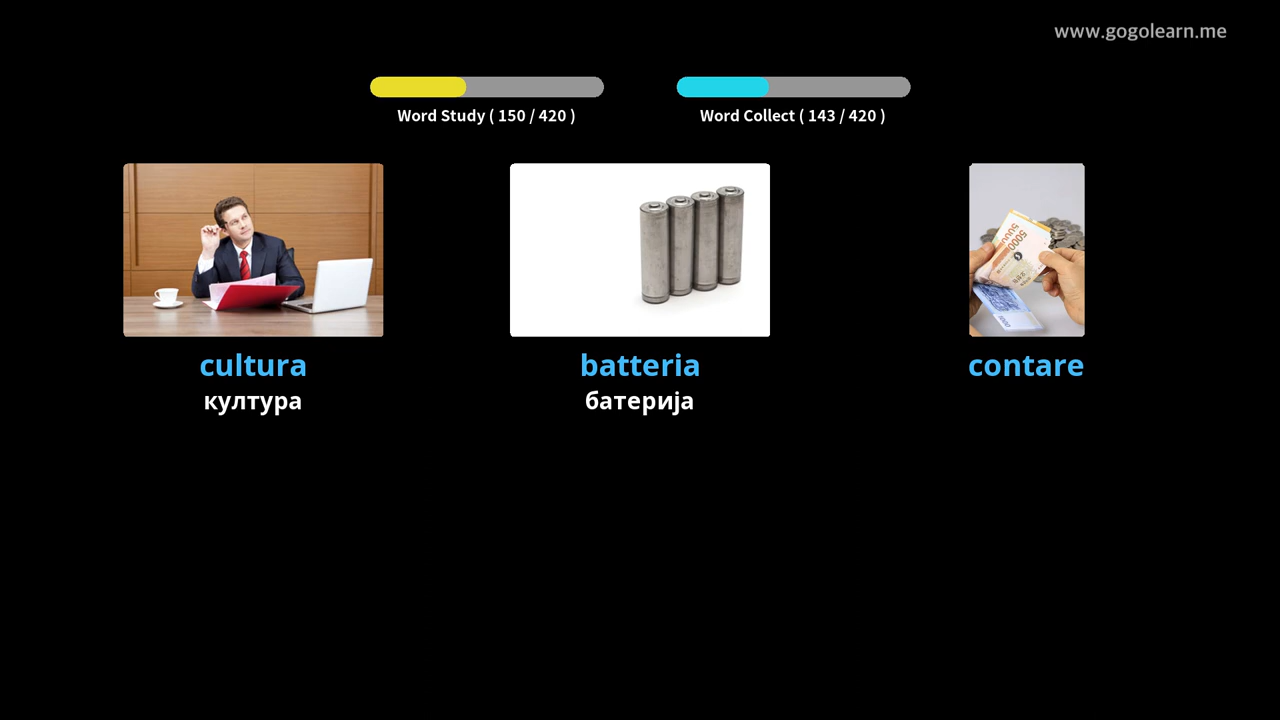 www.gogolearn.me
Word Study ( 150 / 420 )
Word Collect ( 143 / 420 )
cultura
култура
batteria
батерија
contare